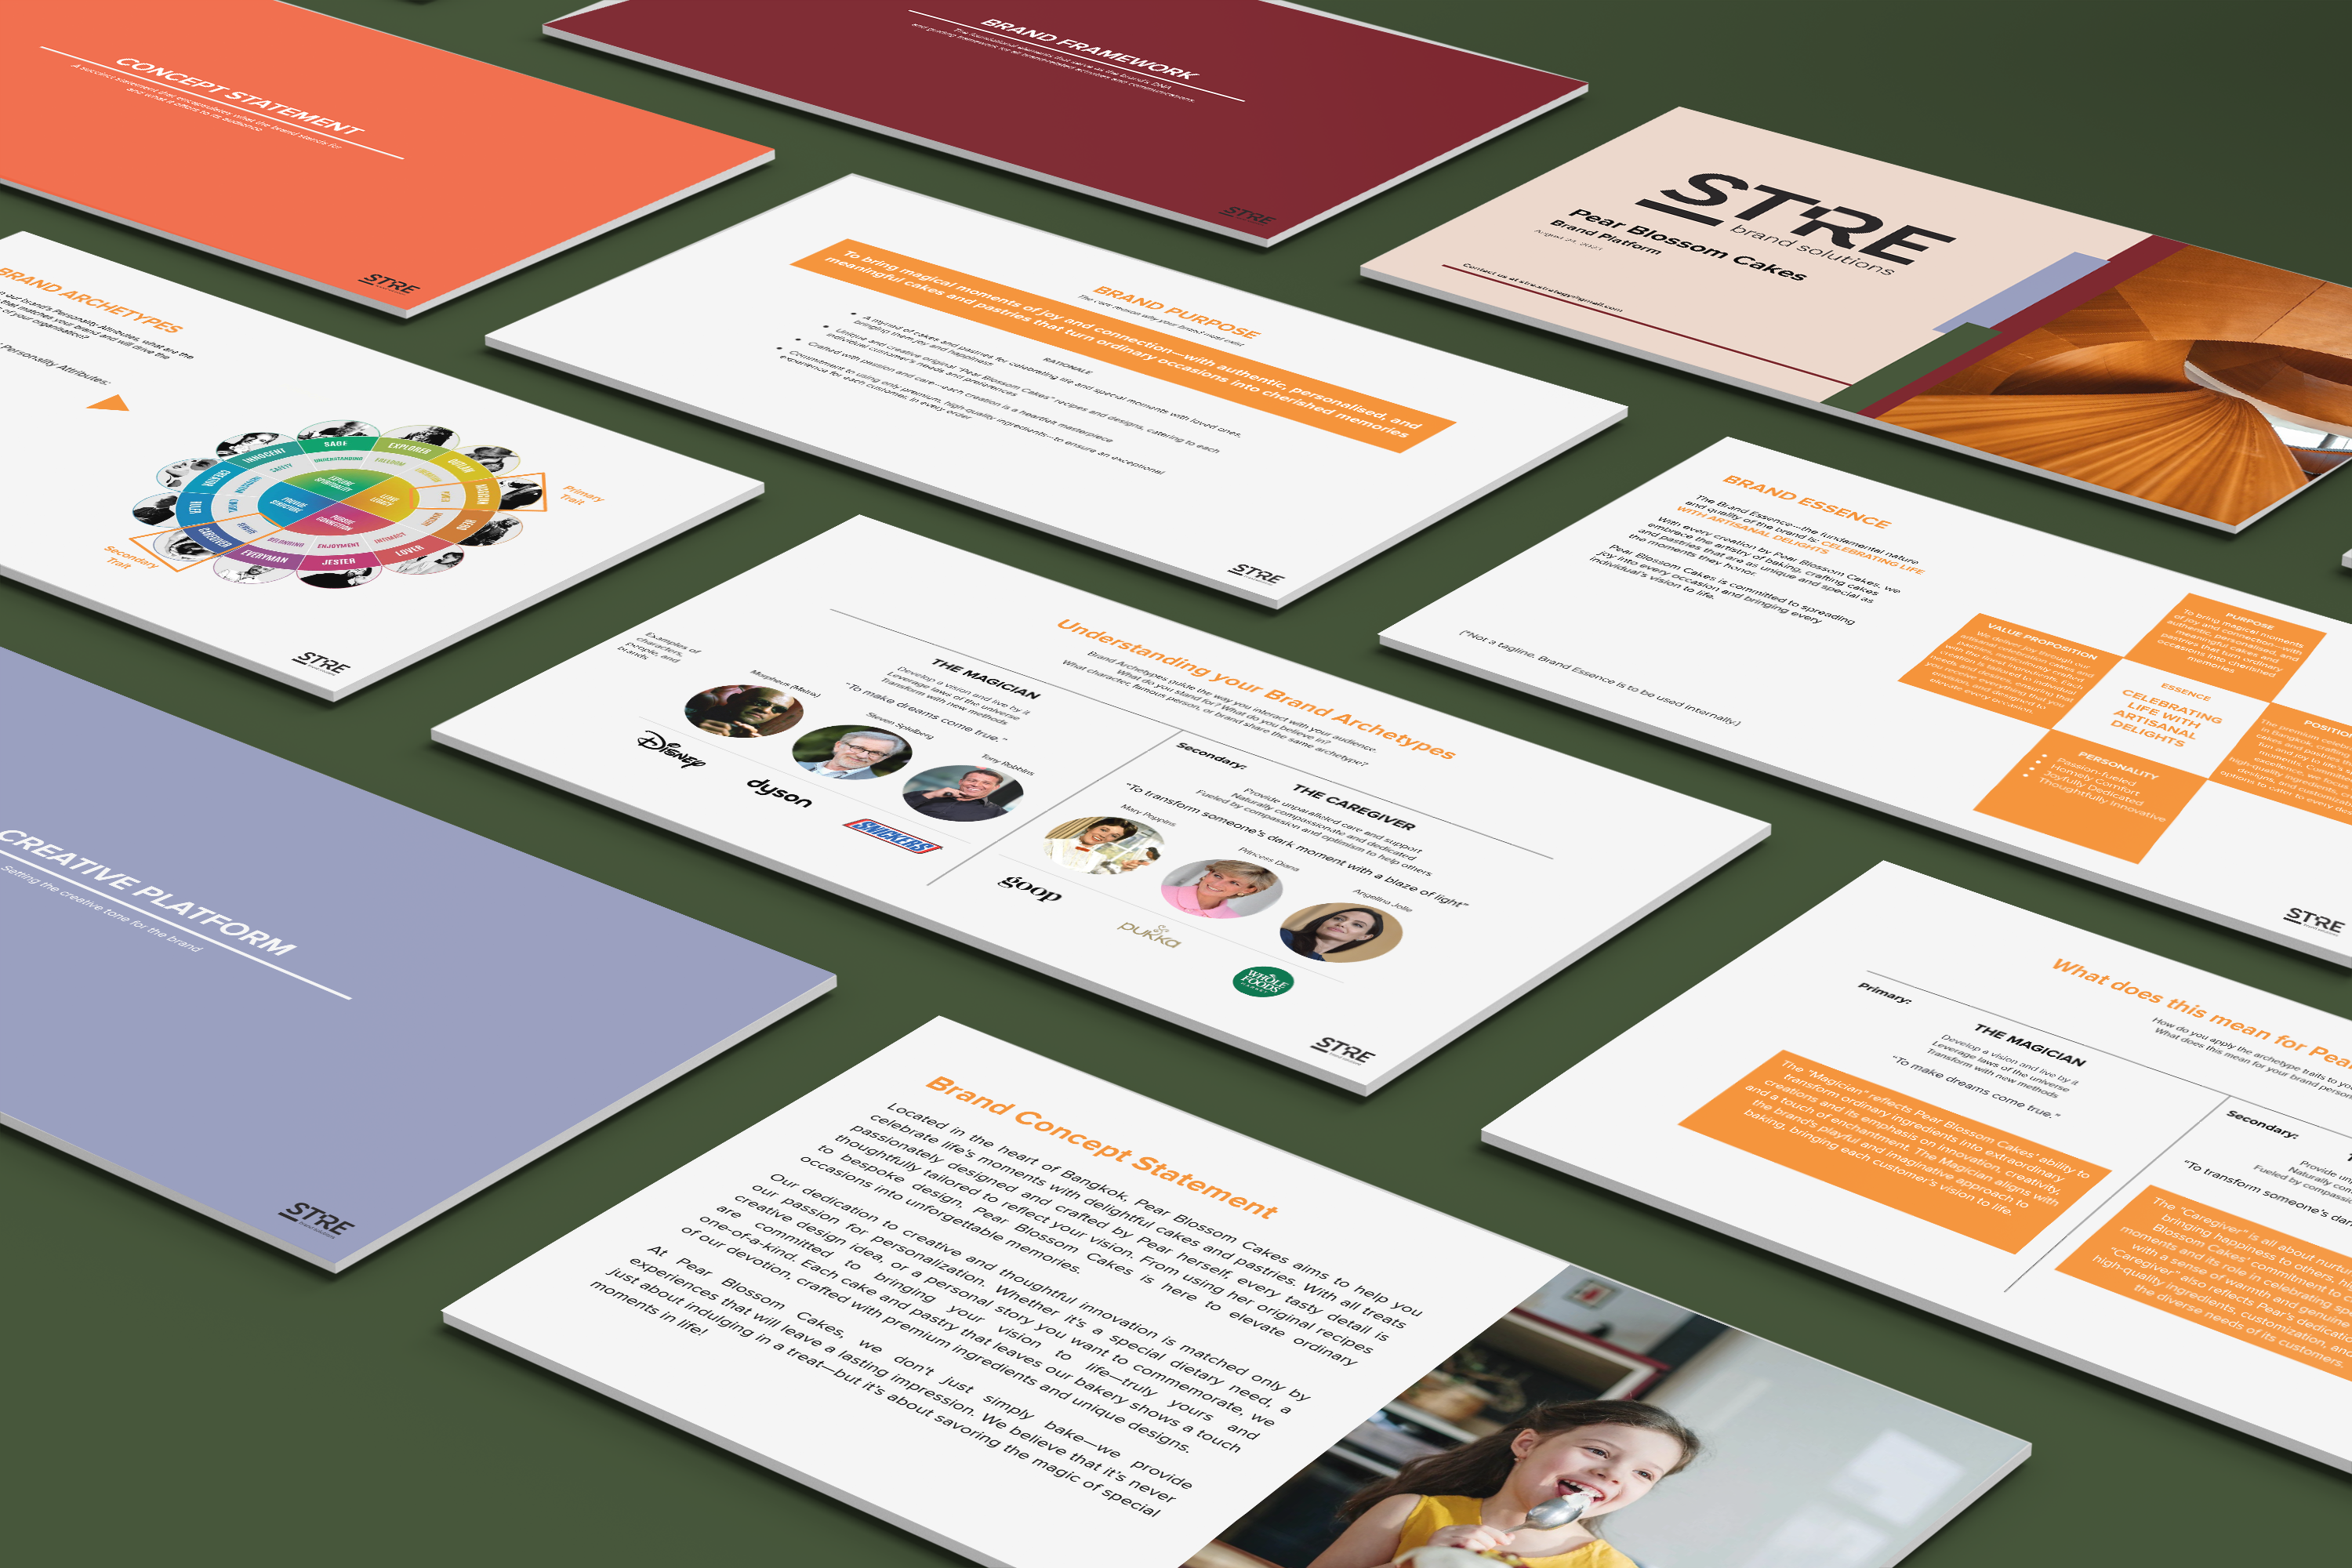 CONCEPT STATEMENT
A succinct statement that encapsulates what the brand stands for
and what it offers to its audience
STRE
BRAND FRAMEWORK
The foundational elements that serve as the brand's DNA
and guiding framework for all brand-related activities and communications.
STRE
STRE
brand solutions
Pear Blossom Cakes
Brand Platform
August 24, 2023
Contact us at stre.strategy@gmail.com
BRAND ARCHETYPES
our brand's Personality Attributes, what are the
that matches your brand and will drive the
of your organisation?
Personality Attributes:
SAGE
EXPLORER
OUTLAW
MAGICIAN
HERO
LOVER
JESTER
EVERYMAN
CAREGIVER
RULER
CREATOR
INNOCENT
UNDERSTANDING
FREEDOM
SAFETY
INTIMACY
ENJOYMENT
BELONGING
EXPLORE
SPIRITUALITY
LEAVE
LEGACY
PURSUE
CONNECTION
PROVIDE
STRUCTURE
Primary
Trait
Secondary
Trait
STRE
BRAND PURPOSE
The core reason why your brand must exist
To bring magical moments of joy and connection—with authentic, personalised, and
meaningful cakes and pastries that turn ordinary occasions into cherished memories
RATIONALE
• A myriad of cakes and pastries for celebrating life and special moments with loved ones,
bringing them joy and happiness
• Unique and creative original "Pear Blossom Cakes" recipes and designs, catering to each
individual customer's needs and preferences
• Crafted with passion and care—each creation is a heartfelt masterpiece
• Commitment to using only premium, high-quality ingredients—to ensure an exceptional
experience for each customer, in every order
STRE
BRAND ESSENCE
The Brand Essence—the fundamental nature
and quality of the brand is: CELEBRATING LIFE
WITH ARTISANAL DELIGHTS
With every creation by Pear Blossom Cakes, we
embrace the artistry of baking, crafting cakes
and pastries that are as unique and special as
the moments they honor.
Pear Blossom Cakes is committed to spreading
joy into every occasion and bringing every
individual's vision to life.
(*Not a tagline. Brand Essence is to be used internally.)
PURPOSE
To bring magical moments
of joy and connection—with
authentic, personalised, and
meaningful cakes and
pastries that turn ordinary
occasions into cherished
memories
VALUE PROPOSITION
We deliver joy through our
ESSENCE
CELEBRATING
LIFE WITH
ARTISANAL
DELIGHTS
PERSONALITY
• Passion-fueled
• Homely Comfort
• Joyfully Dedicated
• Thoughtfully Innovative
STRE
Understanding your Brand Archetypes
Brand Archetypes guide the way you interact with your audience.
What do you stand for? What do you believe in?
What character, famous person, or brand share the same archetype?
THE MAGICIAN
Develop a vision and live by it
Leverage laws of the universe
Transform with new methods
"To make dreams come true."
Examples of
characters,
people, and
brands
Morpheus (Matrix)
Steven Spielberg
Tony Robbins
Disney
dyson
SNICKERS
Secondary:
THE CAREGIVER
Provide unparalleled care and support
Naturally compassionate and dedicated
Fueled by compassion and optimism to help others
"To transform someone's dark moment with a blaze of light"
Mary Poppins
Princess Diana
Angelina Jolie
goop
pukka
WHOLE
FOODS
MARKET
STRE
CREATIVE PLATFORM
Setting the creative tone for the brand
STRE
Brand Concept Statement
Located in the heart of Bangkok, Pear Blossom Cakes aims to help you
celebrate life's moments with delightful cakes and pastries. With all treats
passionately designed and crafted by Pear herself, every tasty detail is
thoughtfully tailored to reflect your vision. From using her original recipes
to bespoke design, Pear Blossom Cakes is here to elevate ordinary
occasions into unforgettable memories.
Our dedication to creative and thoughtful innovation is matched only by
our passion for personalization. Whether it's a special dietary need, a
creative design idea, or a personal story you want to commemorate, we
are committed to bringing your vision to life—truly yours and
one-of-a-kind. Each cake and pastry that leaves our bakery shows a touch
of our devotion, crafted with premium ingredients and unique designs.
At Pear Blossom Cakes, we don't just simply bake—we provide
experiences that will leave a lasting impression. We believe that it's never
just about indulging in a treat—but it's about savoring the magic of special
moments in life!
What does this mean for Pea
How do you apply the archetype traits to yo
What does this mean for your brand person
Primary:
THE MAGICIAN
Develop a vision and live by it
Leverage laws of the universe
Transform with new methods
"To make dreams come true."
The "Magician" reflects Pear Blossom Cakes' ability to
transform ordinary ingredients into extraordinary
creations and its emphasis on innovation, creativity,
and a touch of enchantment. The Magician aligns with
the brand's playful and imaginative approach to
baking, bringing each customer's vision to life.
Secondary:
Provide un
Naturally com
Fueled by compassi
"To transform someone's da
The "Caregiver" is all about nurtur
bringing happiness to others,
Blossom Cakes' commitment to c
moments and its role in celebrating s
with a sense of warmth and genuine
"Caregiver" also reflects Pear's dedicati
high-quality ingredients, customization, an
the diverse needs of its customers.